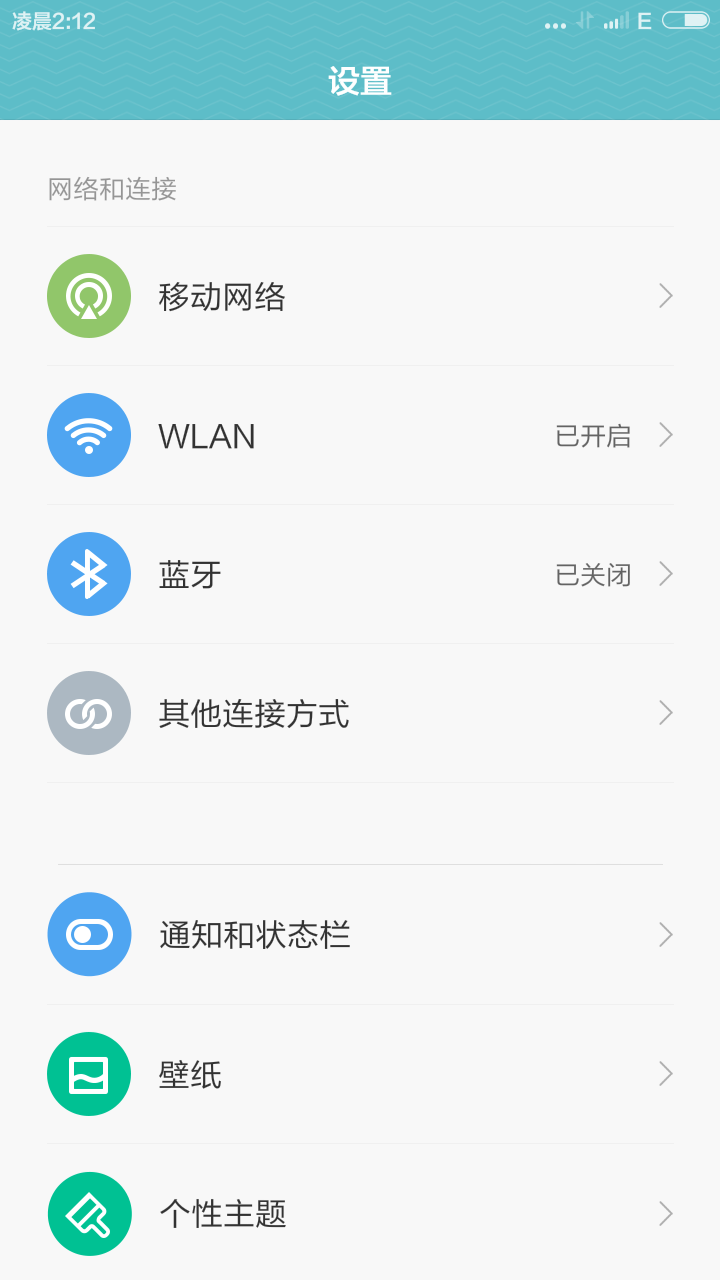 凌晨2:12
... E
设置
网络和连接
移动网络
WLAN 已开启
蓝牙 已关闭
其他连接方式
通知和状态栏
壁纸
个性主题